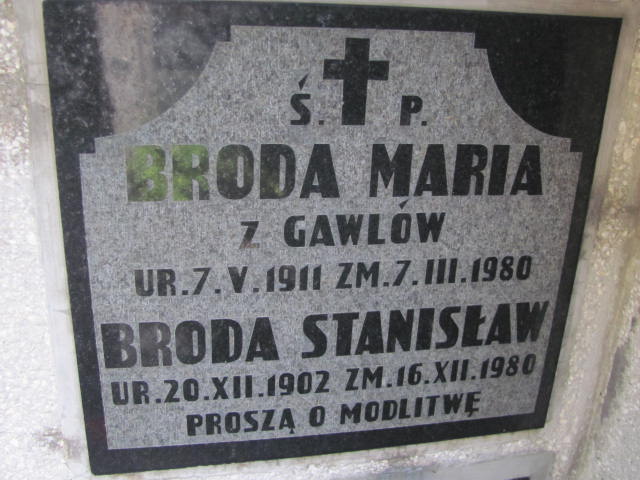 Ś. P.
BRODA MARIA
Z GAWLÓW
UR.7.V.1911 ZM.7.III.1980
BRODA STANISŁAW
UR.20.XII.1902 ZM.16.XII.1980
PROSZĄ O MODLITWĘ